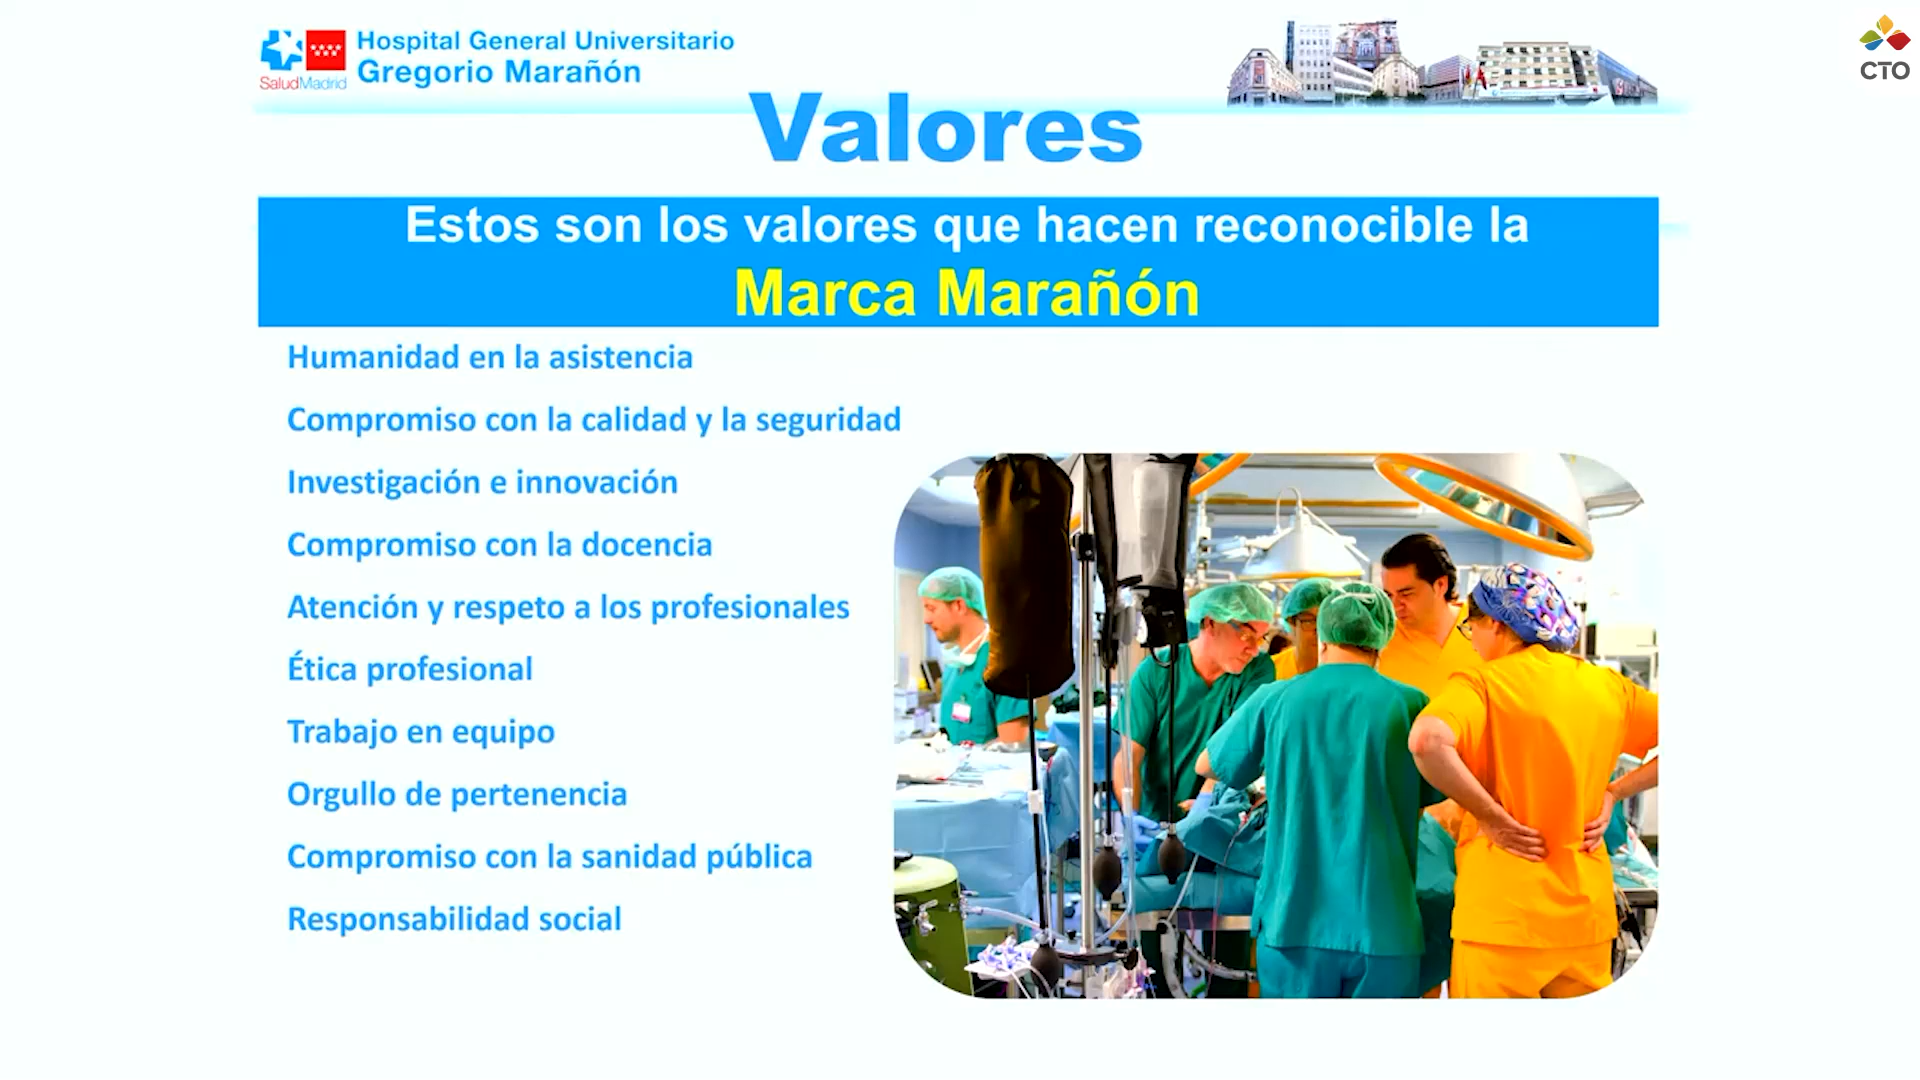 SaludMadrid
Hospital General Universitario
Gregorio Marañón
CTO
Valores
Estos son los valores que hacen reconocible la
Marca Marañón
Humanidad en la asistencia
Compromiso con la calidad y la seguridad
Investigación e innovación
Compromiso con la docencia
Atención y respeto a los profesionales
Ética profesional
Trabajo en equipo
Orgullo de pertenencia
Compromiso con la sanidad pública
Responsabilidad social